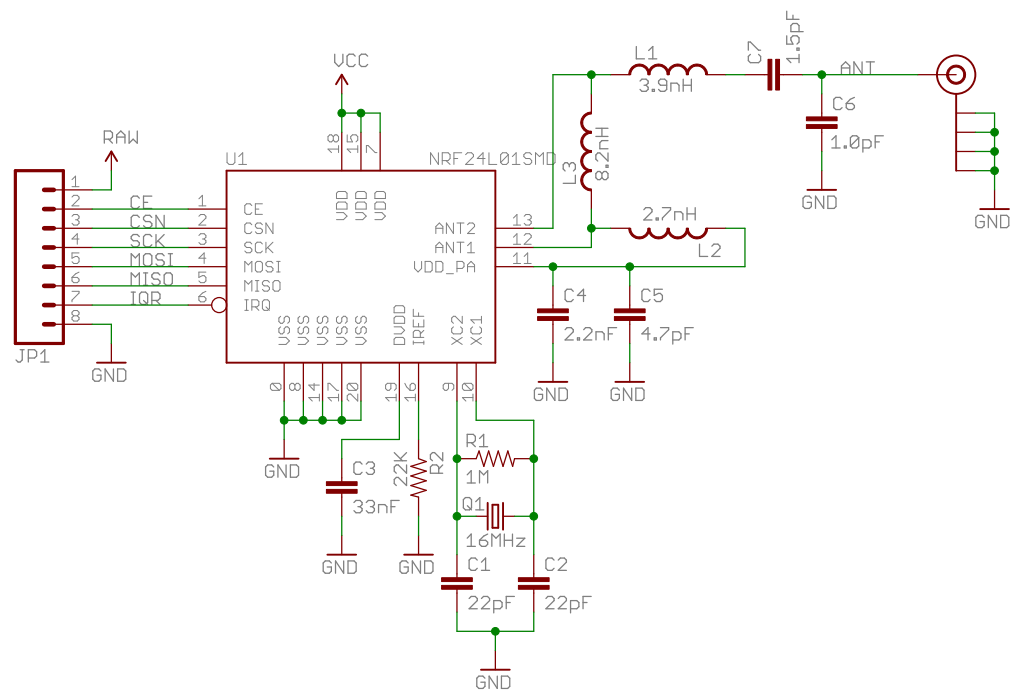 VCC
RAW
U1
NRF24L01SMD
L1
3.9nH
C7
1.5pF
ANT
C6
1.0pF
GND
GND
L3
8.2nH
2.7nH
L2
18
15
7
VDD
VDD
VDD
1
2
3
4
5
6
7
8
CE
CSN
SCK
MOSI
MISO
IQR
1
2
3
4
5
6
CE
CSN
SCK
MOSI
MISO
IRQ
ANT2
ANT1
VDD_PA
13
12
11
JP1
GND
VSS
VSS
VSS
VSS
VSS
DVDD
IREF
XC2
XC1
0
8
14
17
20
19
16
9
10
C4
2.2nF
GND
C5
4.7pF
GND
GND
C3
33nF
GND
22K
R2
GND
R1
1M
Q1
16MHz
C1
22pF
C2
22pF
GND